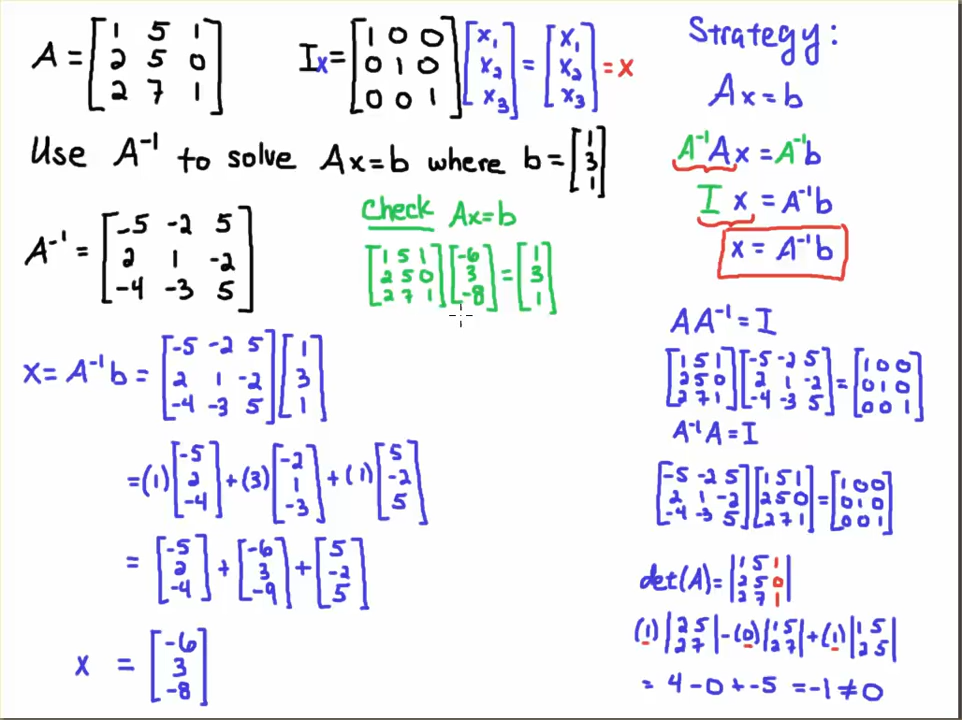 A = [1 5 1; 2 5 0; 2 7 1]
Ix = [1 0 0; 0 1 0; 0 0 1] [x₁; x₂; x₃] = [x₁; x₂; x₃] = x
Use A⁻¹ to solve Ax=b where b = [1; 3; 1]
A⁻¹ = [-5 -2 5; 2 1 -2; -4 -3 5]
Check Ax=b
[1 5 1; 2 5 0; 2 7 1] [-6; 3; -8] = [1; 3; 1]
x = A⁻¹b = [-5 -2 5; 2 1 -2; -4 -3 5] [1; 3; 1]
= (1) [-5; 2; -4] + (3) [-2; 1; -3] + (1) [5; -2; 5]
= [-5; 2; -4] + [-6; 3; -9] + [5; -2; 5]
x = [-6; 3; -8]
Strategy:
Ax = b
A⁻¹Ax = A⁻¹b
I x = A⁻¹b
x = A⁻¹b
AA⁻¹ = I
[1 5 1; 2 5 0; 2 7 1] [-5 -2 5; 2 1 -2; -4 -3 5] = [1 0 0; 0 1 0; 0 0 1]
A⁻¹A = I
[-5 -2 5; 2 1 -2; -4 -3 5] [1 5 1; 2 5 0; 2 7 1] = [1 0 0; 0 1 0; 0 0 1]
det(A) = |1 5 1; 2 5 0; 2 7 1|
(1) |2 5; 2 7| - (0) |1 5; 2 7| + (1) |1 5; 2 5|
= 4 - 0 + -5 = -1 ≠ 0